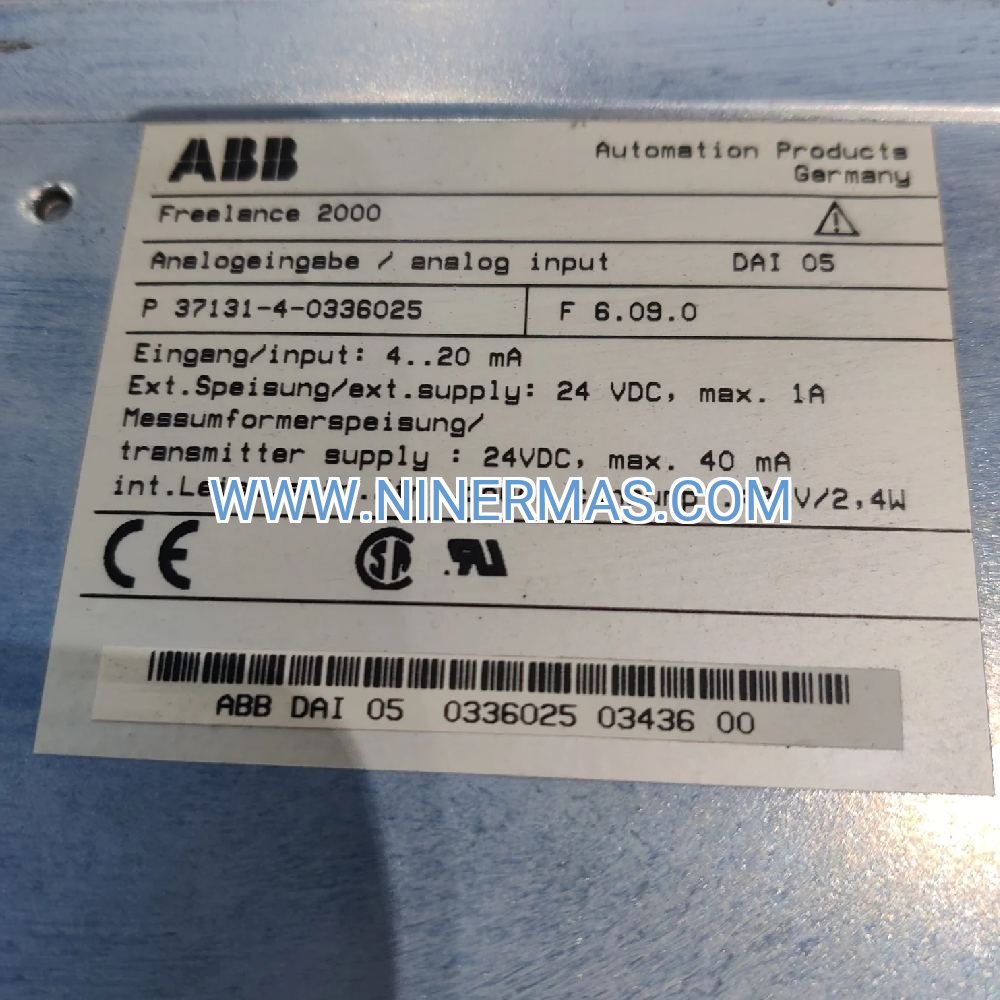 ABB
Automation Products
Germany
Freelance 2000
Analogeingabe / analog input DAI 05
P 37131-4-0336025 F 6.09.0
Eingang/input: 4..20 mA
Ext.Speisung/ext.supply: 24 VDC, max. 1A
Messumformerspeisung/
transmitter supply : 24VDC, max. 40 mA
V/2,4W
WWW.NINERMAS.COM
CE SA .RU
ABB DAI 05 0336025 03436 00